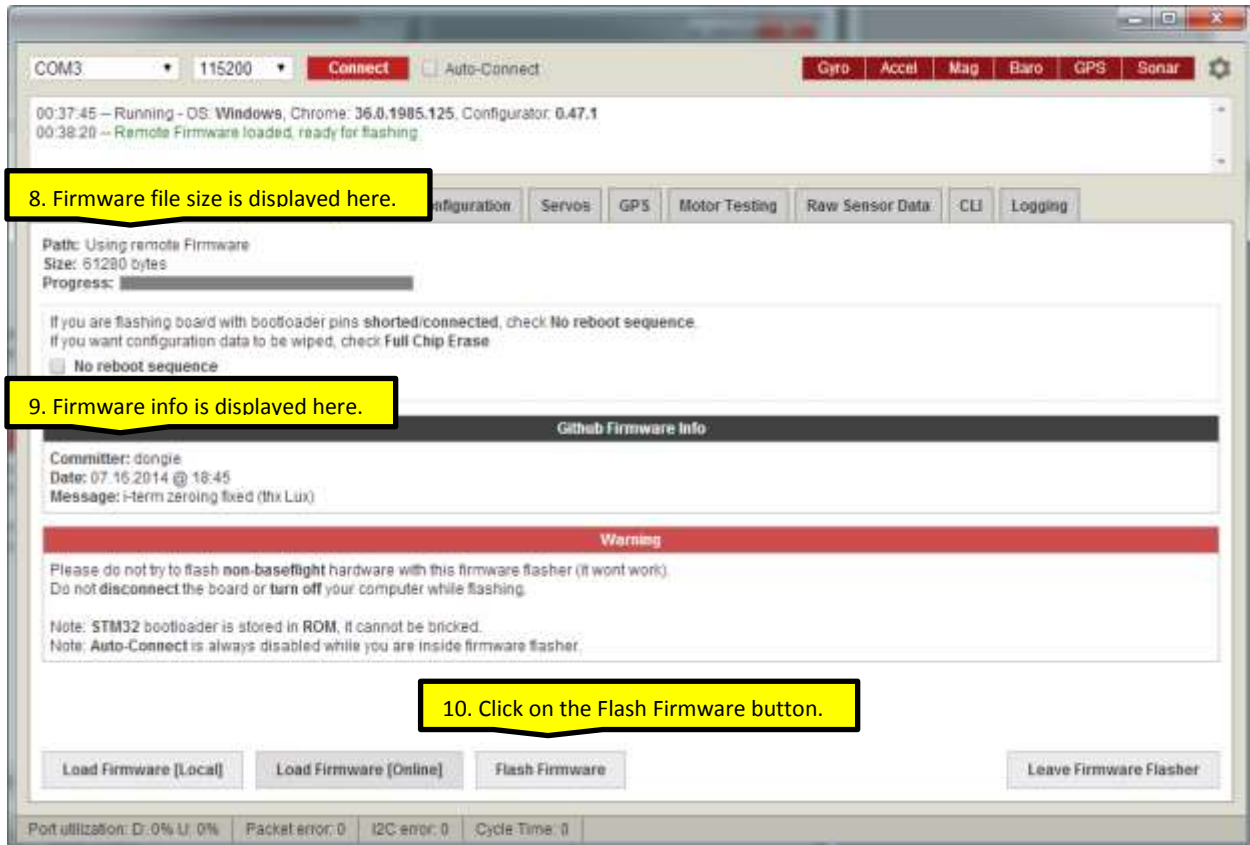 COM3 115200 Connect Auto-Connect Gyro Accel Mag Baro GPS Sonar
00:37:45 -- Running - OS: Windows, Chrome: 36.0.1985.125, Configurator: 0.47.1
00:38:20 -- Remote Firmware loaded, ready for flashing
8. Firmware file size is displayed here.
nfiguration Servos GPS Motor Testing Raw Sensor Data CLI Logging
Path: Using remote Firmware
Size: 61280 bytes
Progress:
If you are flashing board with bootloader pins shorted/connected, check No reboot sequence.
If you want configuration data to be wiped, check Full Chip Erase
No reboot sequence
9. Firmware info is displayed here.
Github Firmware Info
Committer: dongie
Date: 07.16.2014 @ 18:45
Message: i-term zeroing fixed (thx Lux)
Warning
Please do not try to flash non-baseflight hardware with this firmware flasher (it wont work).
Do not disconnect the board or turn off your computer while flashing.
Note: STM32 bootloader is stored in ROM, it cannot be bricked.
Note: Auto-Connect is always disabled while you are inside firmware flasher.
10. Click on the Flash Firmware button.
Load Firmware [Local] Load Firmware [Online] Flash Firmware Leave Firmware Flasher
Port utilization: D: 0% U: 0% Packet error: 0 I2C error: 0 Cycle Time: 0